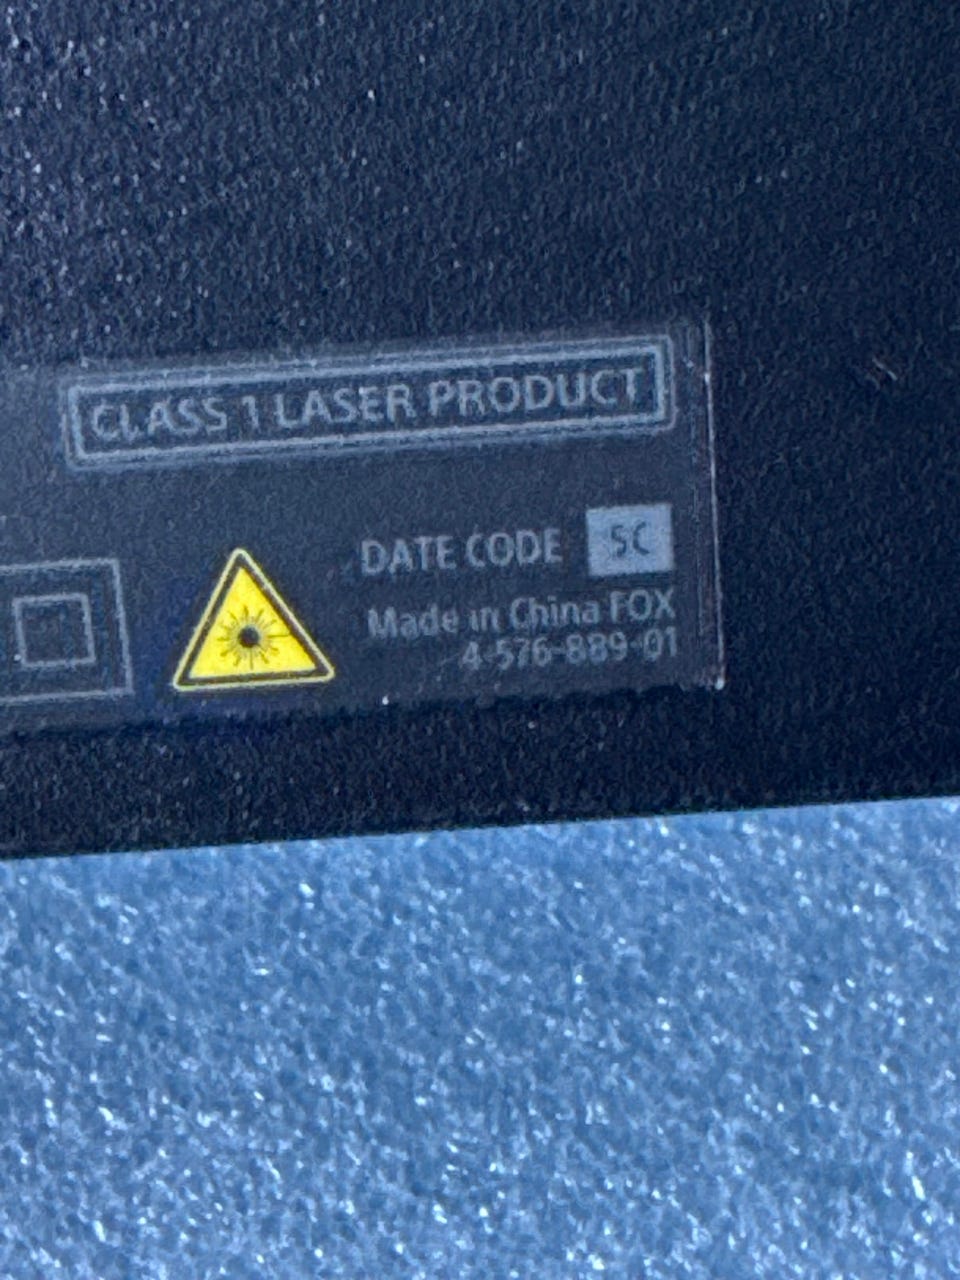 CLASS 1 LASER PRODUCT
DATE CODE 5C
Made in China FOX
4-576-889-01